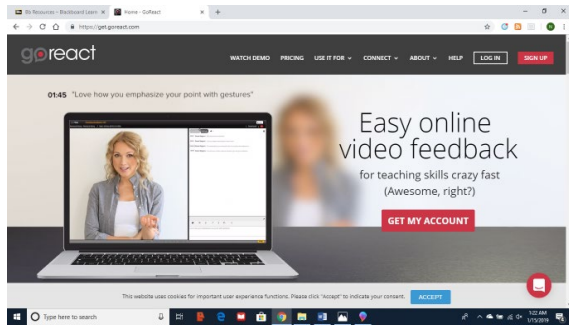 Bb Resources – Blackboard Learn
Home - GoReact
https://get.goreact.com
goreact
WATCH DEMO PRICING USE IT FOR CONNECT ABOUT HELP LOG IN SIGN UP
01:45 "Love how you emphasize your point with gestures"
Easy online
video feedback
for teaching skills crazy fast
(Awesome, right?)
GET MY ACCOUNT
This website uses cookies for important user experience functions. Please click "Accept" to indicate your consent. ACCEPT
Type here to search
1:22 AM
1/15/2019